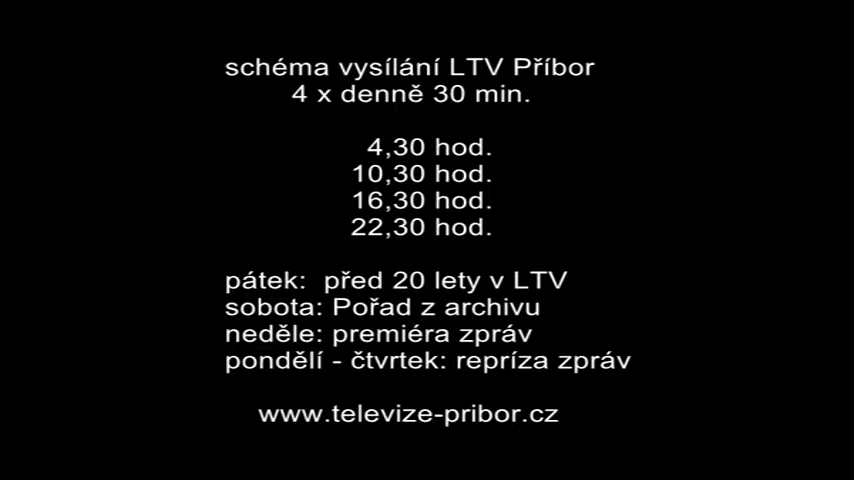 schéma vysílání LTV Příbor
4 x denně 30 min.
4,30 hod.
10,30 hod.
16,30 hod.
22,30 hod.
pátek: před 20 lety v LTV
sobota: Pořad z archivu
neděle: premiéra zpráv
pondělí - čtvrtek: repríza zpráv
www.televize-pribor.cz